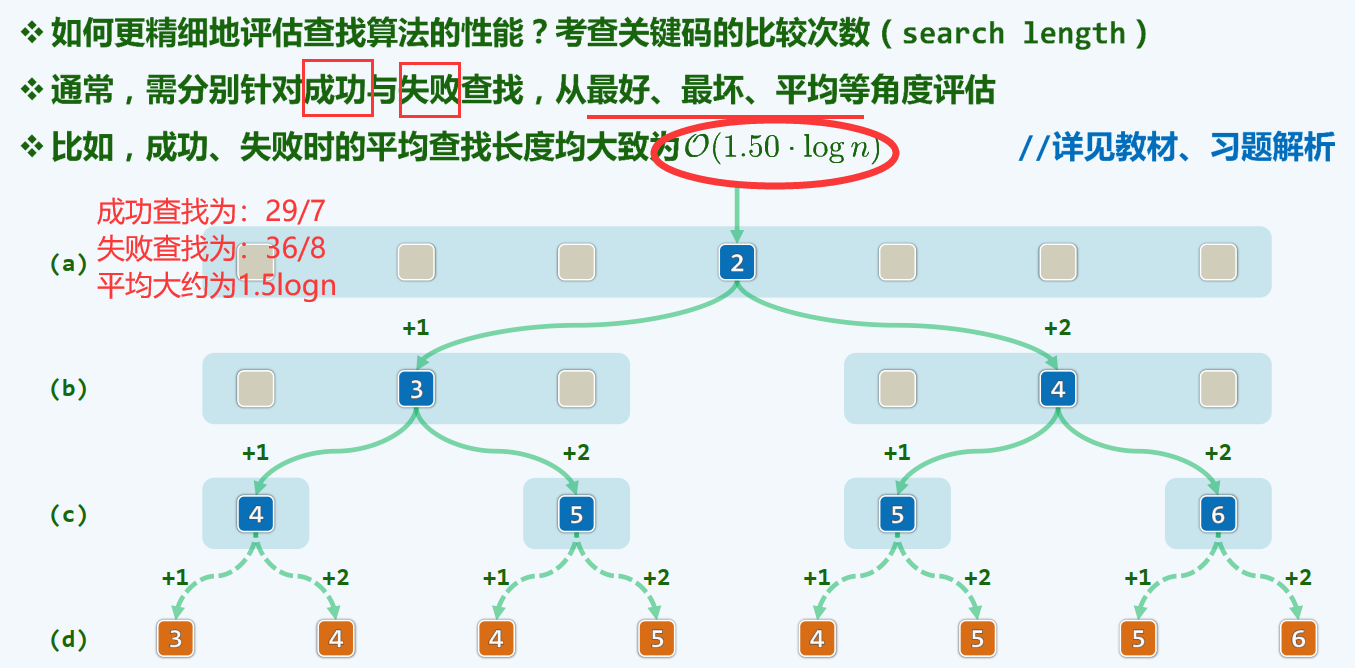 ❖ 如何更精细地评估查找算法的性能？考查关键码的比较次数（search length）
❖ 通常，需分别针对成功与失败查找，从最好、最坏、平均等角度评估
❖ 比如，成功、失败时的平均查找长度均大致为O(1.50 · log n) //详见教材、习题解析
成功查找为：29/7
失败查找为：36/8
平均大约为1.5logn
(a) 2
+1 +2
(b) 3 4
+1 +2 +1 +2
(c) 4 5 5 6
+1 +2 +1 +2 +1 +2 +1 +2
(d) 3 4 4 5 4 5 5 6